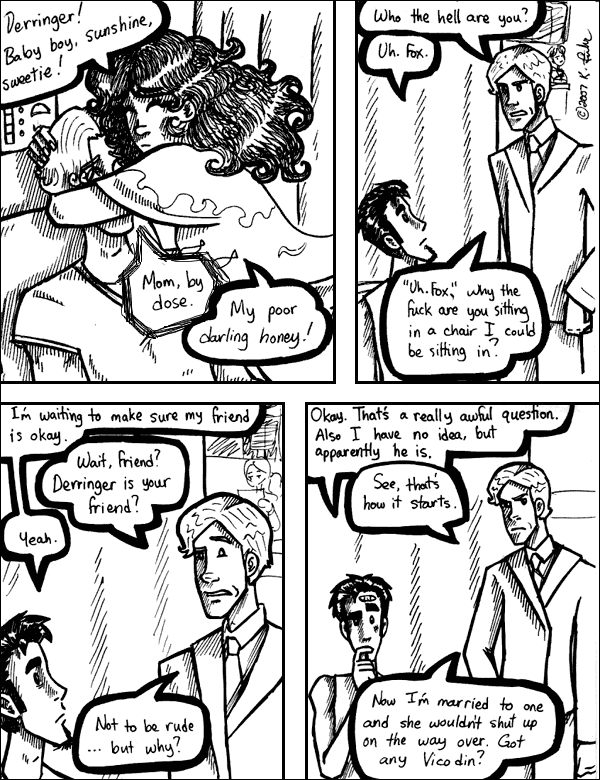 Derringer!
Baby boy, sunshine,
sweetie!
Mom, by
dose.
My poor
darling honey!
Who the hell are you?
Uh. Fox.
"Uh. Fox," why the
fuck are you sitting
in a chair I could
be sitting in?
©2007 K.
I'm waiting to make sure my friend
is okay.
Wait, friend?
Derringer is your
friend?
Yeah.
Not to be rude
... but why?
Okay. That's a really awful question.
Also I have no idea, but
apparently he is.
See, that's
how it starts.
Now I'm married to one
and she wouldn't shut up
on the way over. Got
any Vicodin?